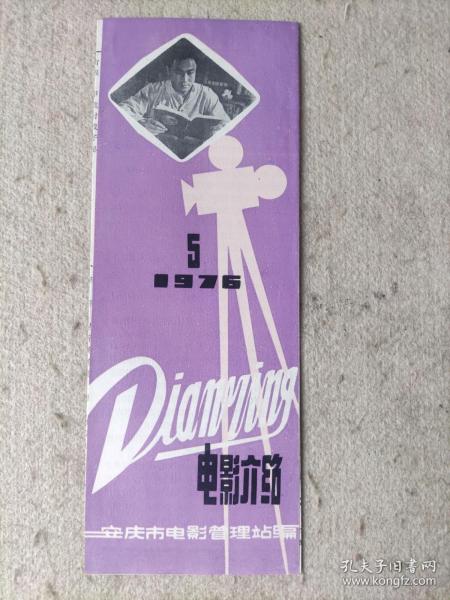 5
1976
Dianying
电影介绍
安庆市电影管理站编
孔夫子旧书网
www.kongfz.com